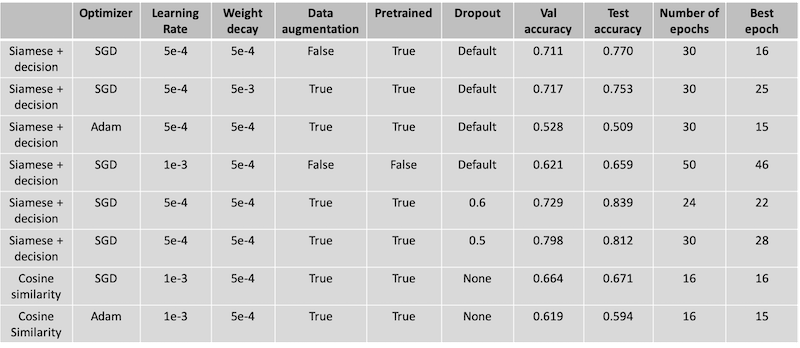 Optimizer Learning Rate Weight decay Data augmentation Pretrained Dropout Val accuracy Test accuracy Number of epochs Best epoch
Siamese + decision SGD 5e-4 5e-4 False True Default 0.711 0.770 30 16
Siamese + decision SGD 5e-4 5e-3 True True Default 0.717 0.753 30 25
Siamese + decision Adam 5e-4 5e-4 True True Default 0.528 0.509 30 15
Siamese + decision SGD 1e-3 5e-4 False False Default 0.621 0.659 50 46
Siamese + decision SGD 5e-4 5e-4 True True 0.6 0.729 0.839 24 22
Siamese + decision SGD 5e-4 5e-4 True True 0.5 0.798 0.812 30 28
Cosine similarity SGD 1e-3 5e-4 True True None 0.664 0.671 16 16
Cosine Similarity Adam 1e-3 5e-4 True True None 0.619 0.594 16 15